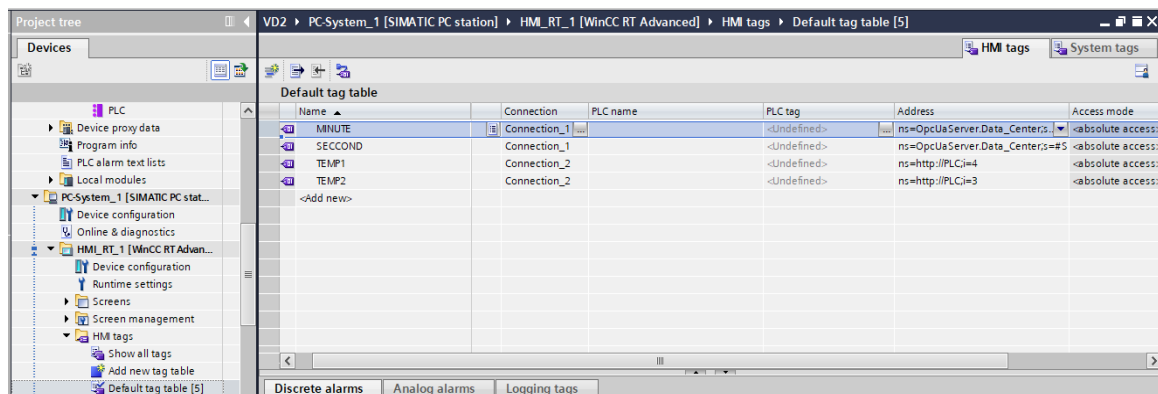 Project tree
VD2 ▸ PC-System_1 [SIMATIC PC station] ▸ HMI_RT_1 [WinCC RT Advanced] ▸ HMI tags ▸ Default tag table [5]
Devices
HMI tags
System tags
Default tag table
Name
Connection
PLC name
PLC tag
Address
Access mode
MINUTE
Connection_1
<Undefined>
ns=OpcUaServer.Data_Center;s..
<absolute access>
SECCOND
Connection_1
<Undefined>
ns=OpcUaServer.Data_Center;s=#S
<absolute access>
TEMP1
Connection_2
<Undefined>
ns=http://PLC;i=4
<absolute access>
TEMP2
Connection_2
<Undefined>
ns=http://PLC;i=3
<absolute access>
<Add new>
PLC
Device proxy data
Program info
PLC alarm text lists
Local modules
PC-System_1 [SIMATIC PC stat...
Device configuration
Online & diagnostics
HMI_RT_1 [WinCC RT Advan...
Device configuration
Runtime settings
Screens
Screen management
HMI tags
Show all tags
Add new tag table
Default tag table [5]
Discrete alarms
Analog alarms
Logging tags